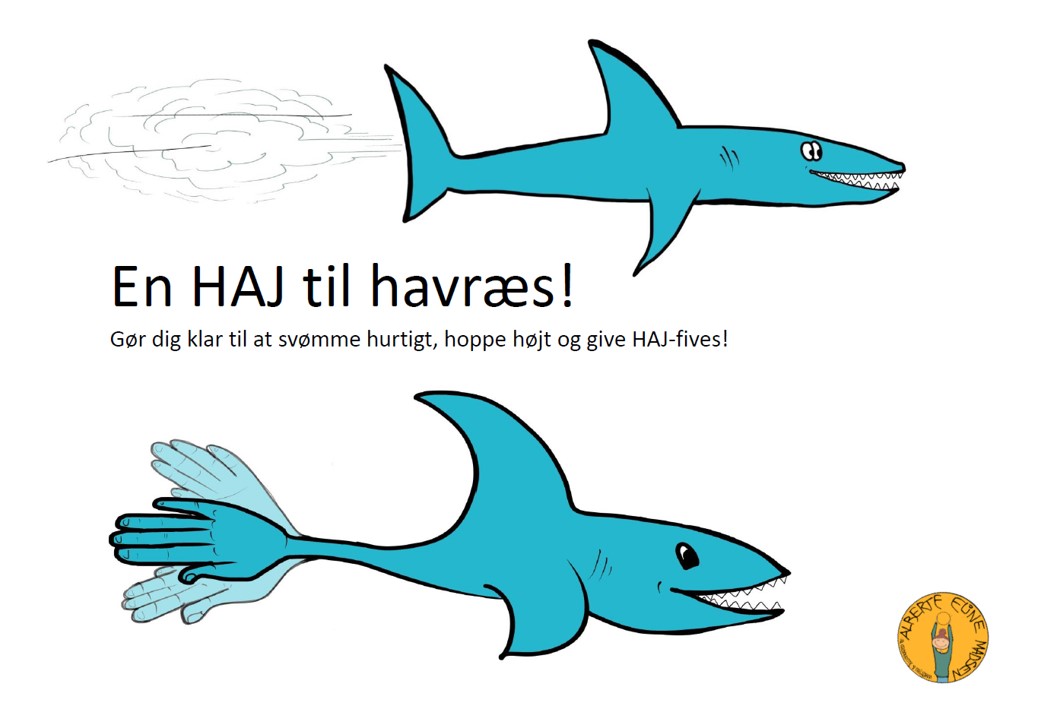 En HAJ til havræs!
Gør dig klar til at svømme hurtigt, hoppe højt og give HAJ-fives!
ALBERTE EUNE MADSEN